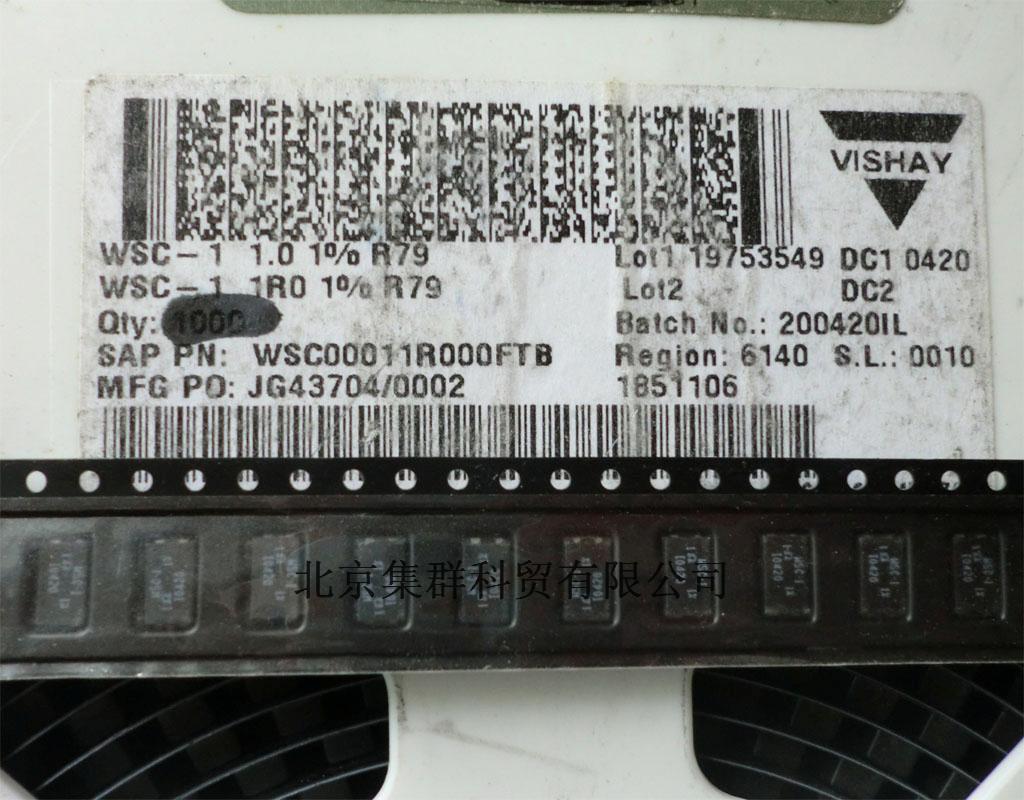 VISHAY
WSC-1 1.0 1% R79
Lot1 19753549 DC1 0420
WSC-1 1R0 1% R79
Lot2 DC2
Qty: 1000
Batch No.: 200420IL
SAP PN: WSC00011R000FTB
Region: 6140 S.L.: 0010
MFG PO: JG43704/0002
1851106
北京集群科贸有限公司